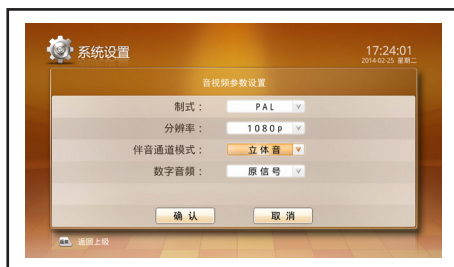 系统设置
17:24:01
2014-02-25 星期二
音视频参数设置
制式： PAL
分辨率： 1080p
伴音通道模式： 立体音
数字音频： 原信号
确认 取消
返回上级